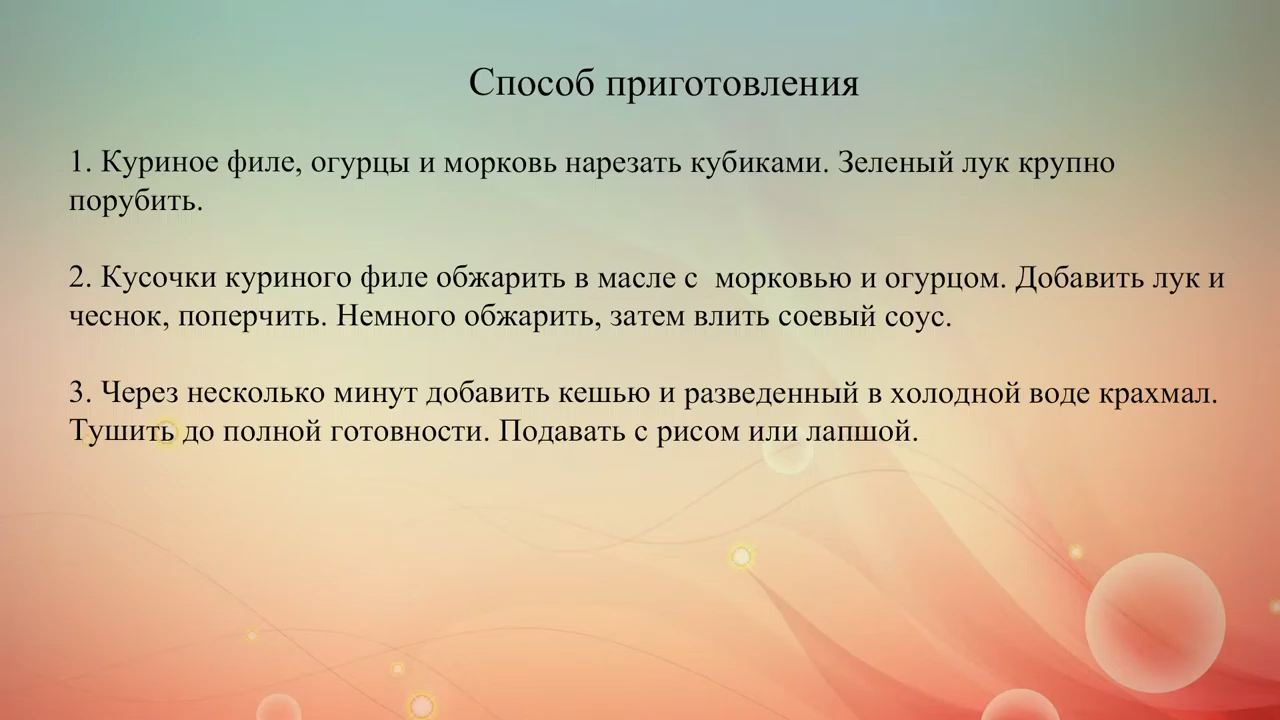 Способ приготовления
1. Куриное филе, огурцы и морковь нарезать кубиками. Зеленый лук крупно
порубить.
2. Кусочки куриного филе обжарить в масле с  морковью и огурцом. Добавить лук и
чеснок, поперчить. Немного обжарить, затем влить соевый соус.
3. Через несколько минут добавить кешью и разведенный в холодной воде крахмал.
Тушить до полной готовности. Подавать с рисом или лапшой.